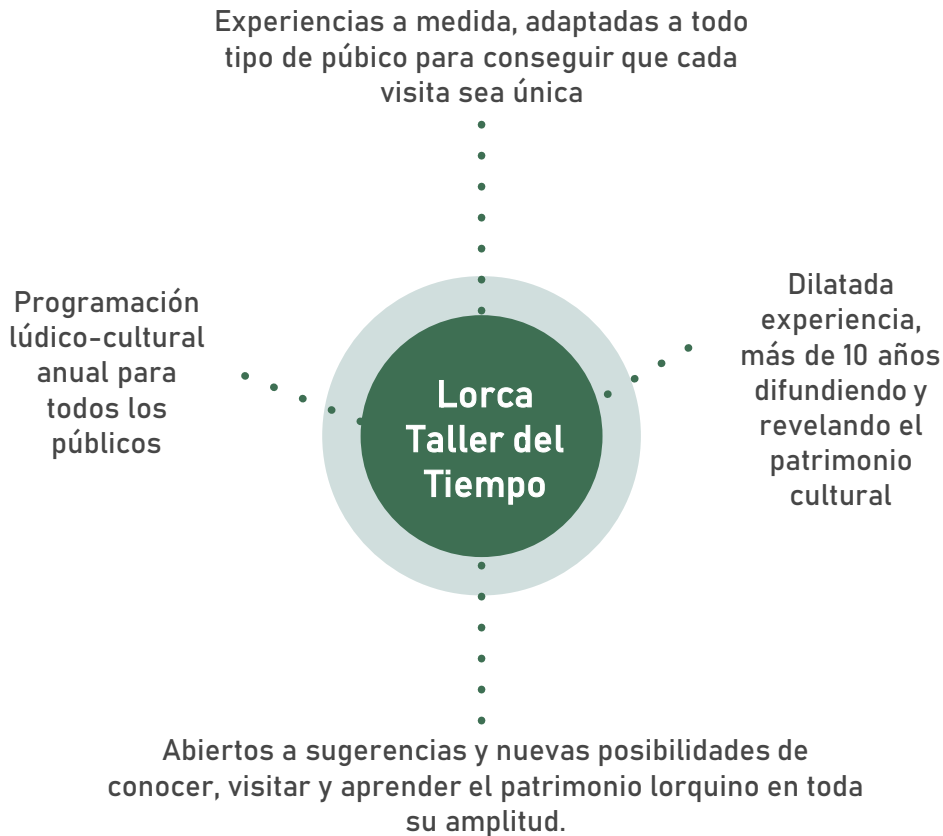 Experiencias a medida, adaptadas a todo
tipo de púbico para conseguir que cada
visita sea única
Programación
lúdico-cultural
anual para
todos los
públicos
Lorca
Taller del
Tiempo
Dilatada
experiencia,
más de 10 años
difundiendo y
revelando el
patrimonio
cultural
Abiertos a sugerencias y nuevas posibilidades de
conocer, visitar y aprender el patrimonio lorquino en toda
su amplitud.